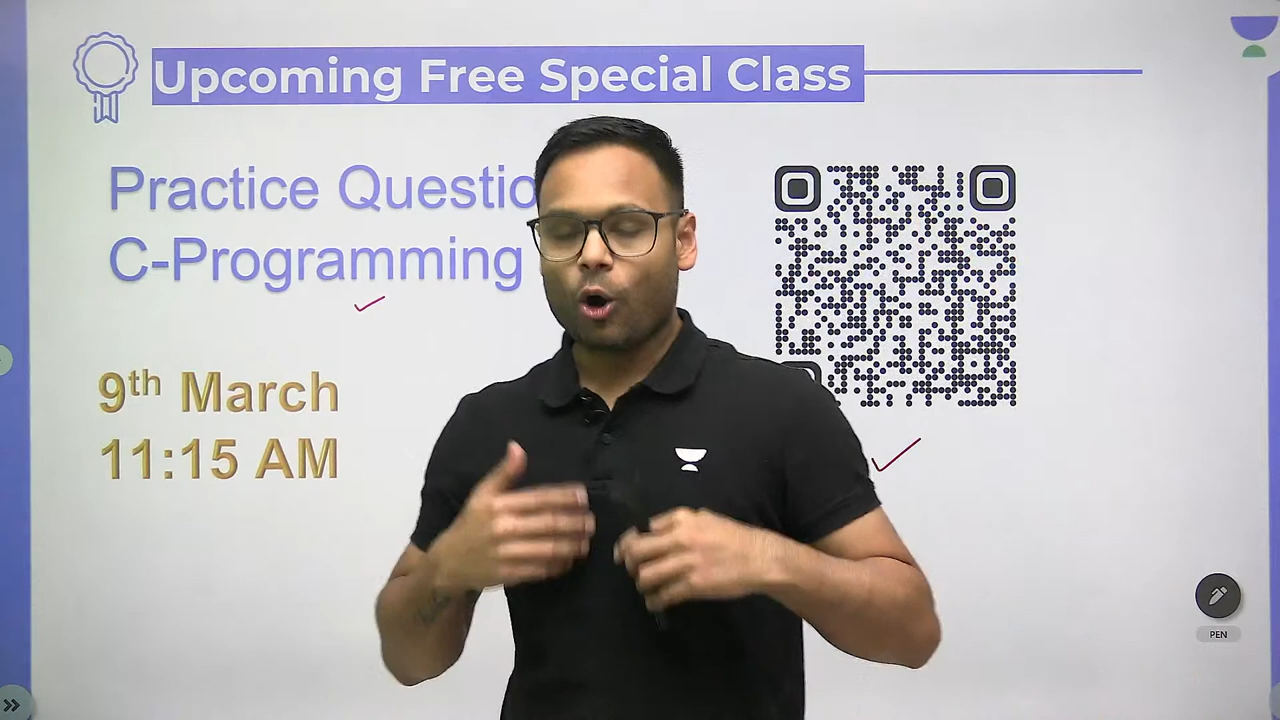 Upcoming Free Special Class
Practice Questio
C-Programming
9th March
11:15 AM
PEN